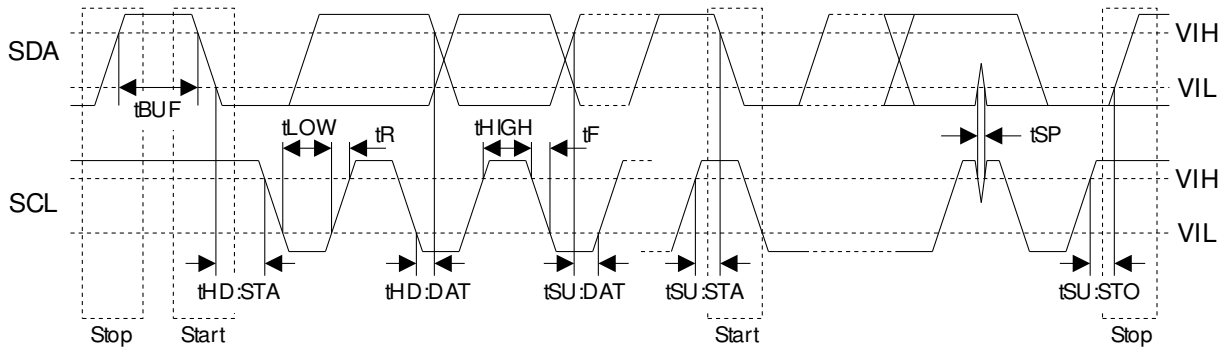 SDA
VIH
VIL
tBUF
tLOW
tR
tHIGH
tF
tSP
SCL
VIH
VIL
tHD:STA
tHD:DAT
tSU:DAT
tSU:STA
tSU:STO
Stop
Start
Start
Stop